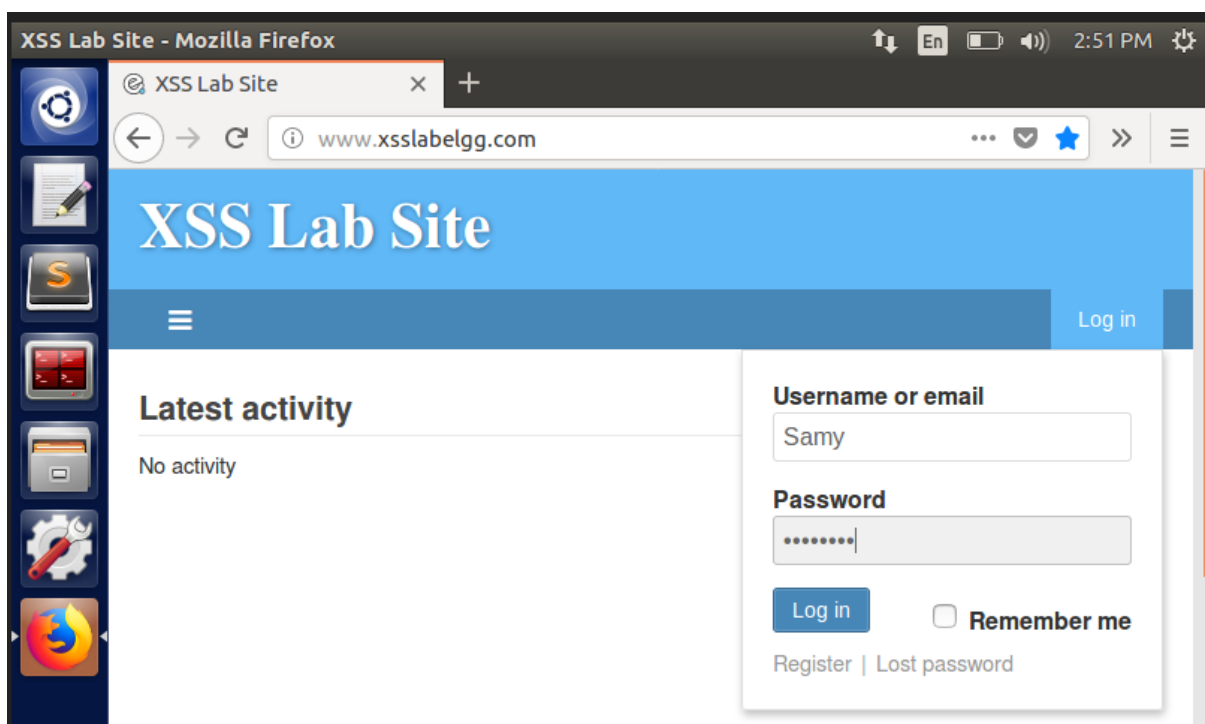 XSS Lab Site - Mozilla Firefox
En
2:51 PM
XSS Lab Site
www.xsslabelgg.com
XSS Lab Site
Log in
Latest activity
No activity
Username or email
Samy
Password
••••••••
Log in
Remember me
Register | Lost password